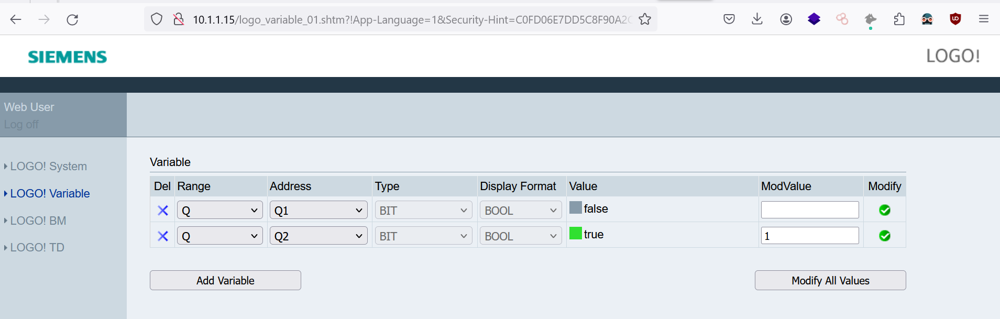 10.1.1.15/logo_variable_01.shtm?!App-Language=1&Security-Hint=C0FD06E7DD5C8F90A2C
SIEMENS
LOGO!
Web User
Log off
LOGO! System
LOGO! Variable
LOGO! BM
LOGO! TD
Variable
Del Range Address Type Display Format Value ModValue Modify
Q Q1 BIT BOOL false
Q Q2 BIT BOOL true 1
Add Variable Modify All Values